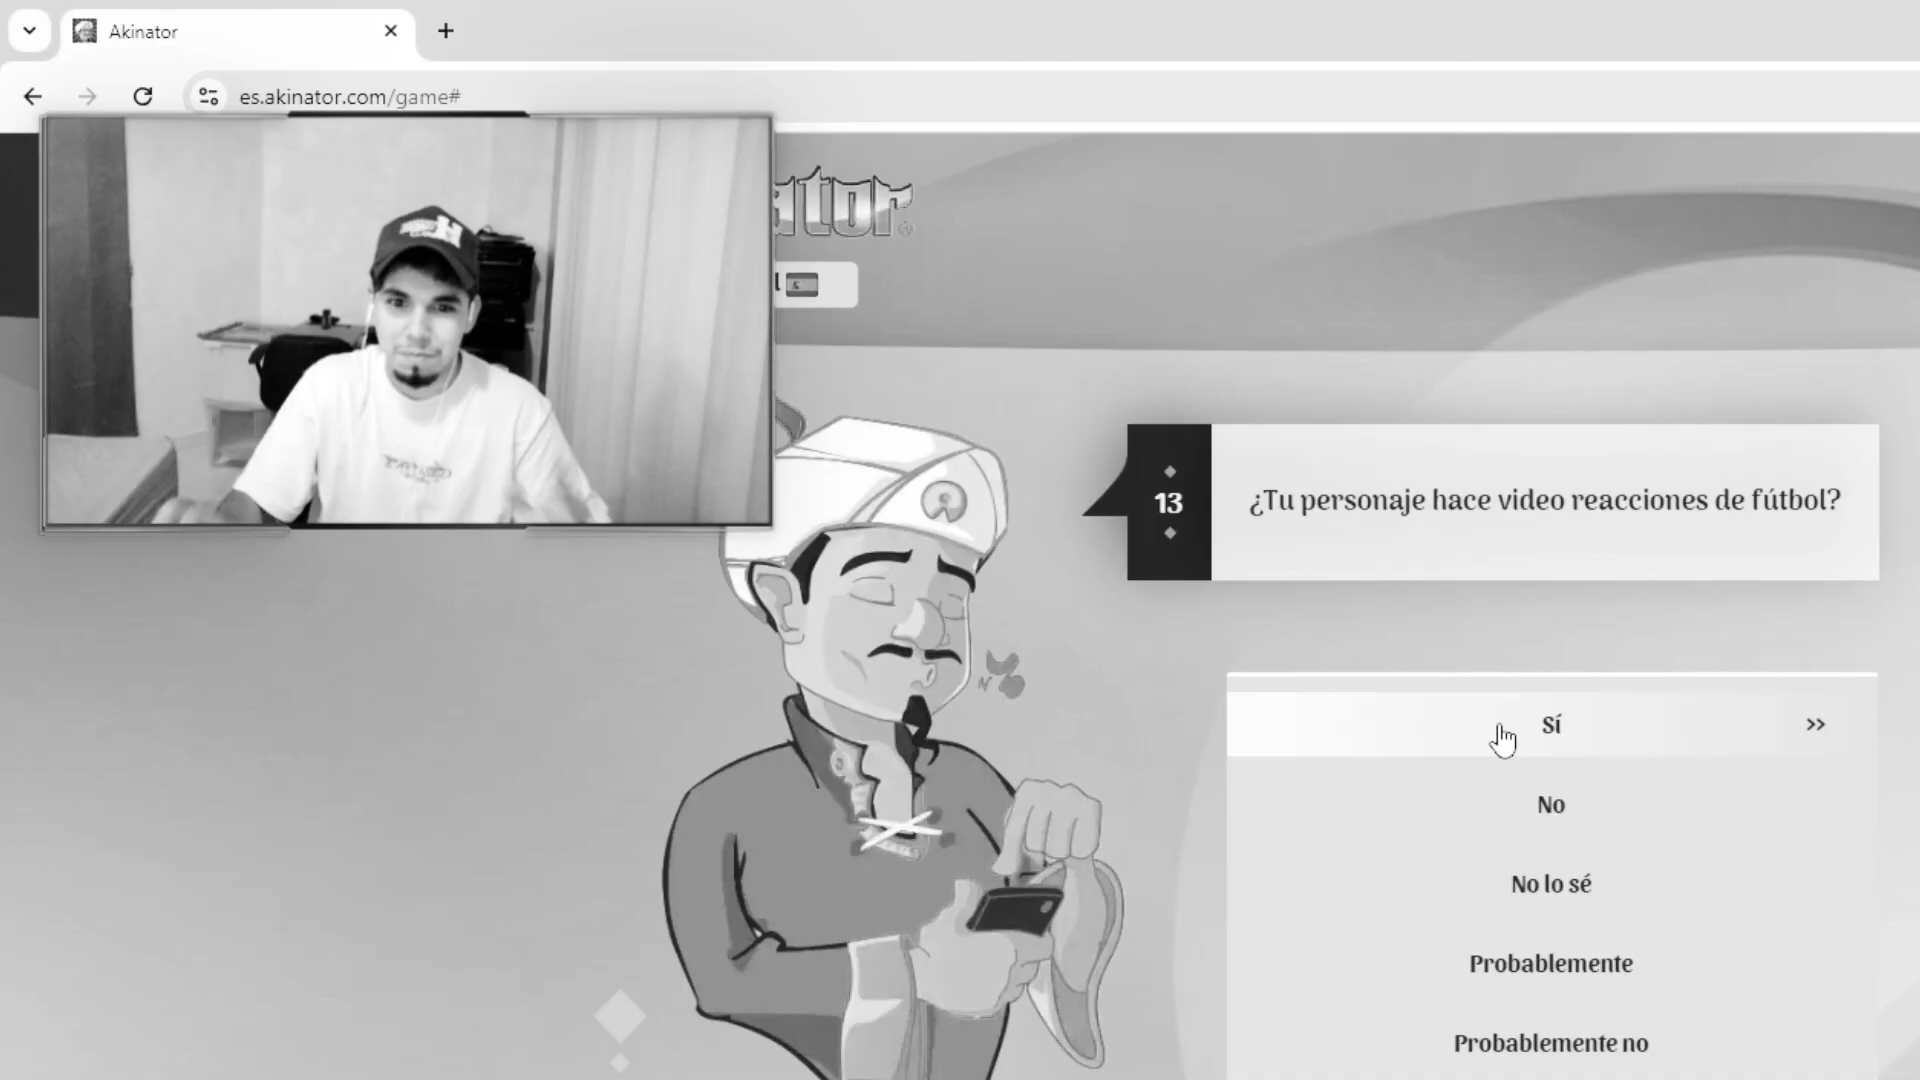 Akinator
es.akinator.com/game#
ator
13
¿Tu personaje hace video reacciones de fútbol?
Sí
No
No lo sé
Probablemente
Probablemente no